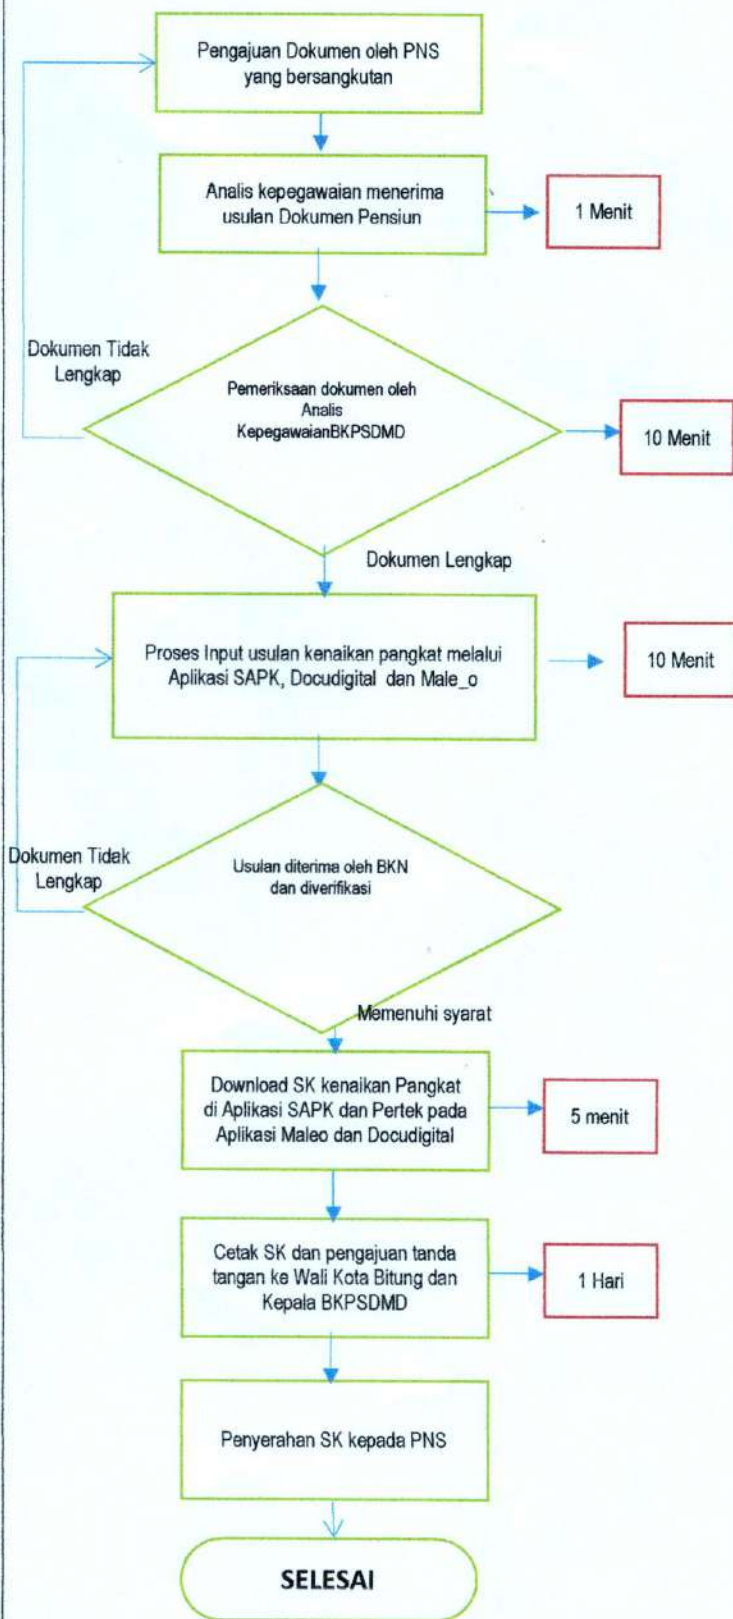 Pengajuan Dokumen oleh PNS
yang bersangkutan
Analis kepegawaian menerima
usulan Dokumen Pensiun
1 Menit
Dokumen Tidak
Lengkap
Pemeriksaan dokumen oleh
Analis
KepegawaianBKPSDMD
10 Menit
Dokumen Lengkap
Proses Input usulan kenaikan pangkat melalui
Aplikasi SAPK, Docudigital dan Male_o
10 Menit
Dokumen Tidak
Lengkap
Usulan diterima oleh BKN
dan diverifikasi
Memenuhi syarat
Download SK kenaikan Pangkat
di Aplikasi SAPK dan Pertek pada
Aplikasi Maleo dan Docudigital
5 menit
Cetak SK dan pengajuan tanda
tangan ke Wali Kota Bitung dan
Kepala BKPSDMD
1 Hari
Penyerahan SK kepada PNS
SELESAI